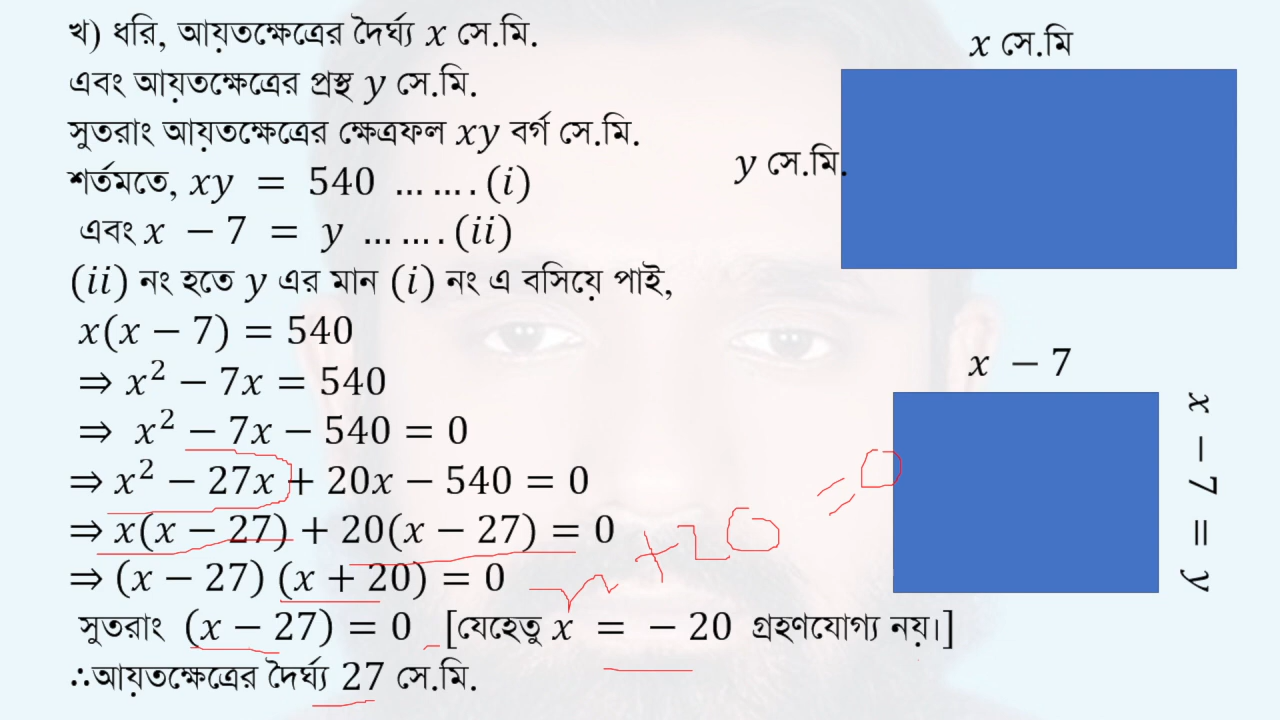 খ) ধরি, আয়তক্ষেত্রের দৈর্ঘ্য x সে.মি.
এবং আয়তক্ষেত্রের প্রস্থ y সে.মি.
সুতরাং আয়তক্ষেত্রের ক্ষেত্রফল xy বর্গ সে.মি.
শর্তমতে, xy = 540 ... ... . (i)
এবং x − 7 = y ... ... . (ii)
(ii) নং হতে y এর মান (i) নং এ বসিয়ে পাই,
x(x − 7) = 540
⇒ x² − 7x = 540
⇒ x² − 7x − 540 = 0
⇒ x² − 27x + 20x − 540 = 0
⇒ x(x − 27) + 20(x − 27) = 0
⇒ (x − 27) (x + 20) = 0
সুতরাং (x − 27) = 0 [যেহেতু x = − 20 গ্রহণযোগ্য নয়।]
∴আয়তক্ষেত্রের দৈর্ঘ্য 27 সে.মি.
x সে.মি
y সে.মি.
x − 7
x − 7 = y
x+20 =0